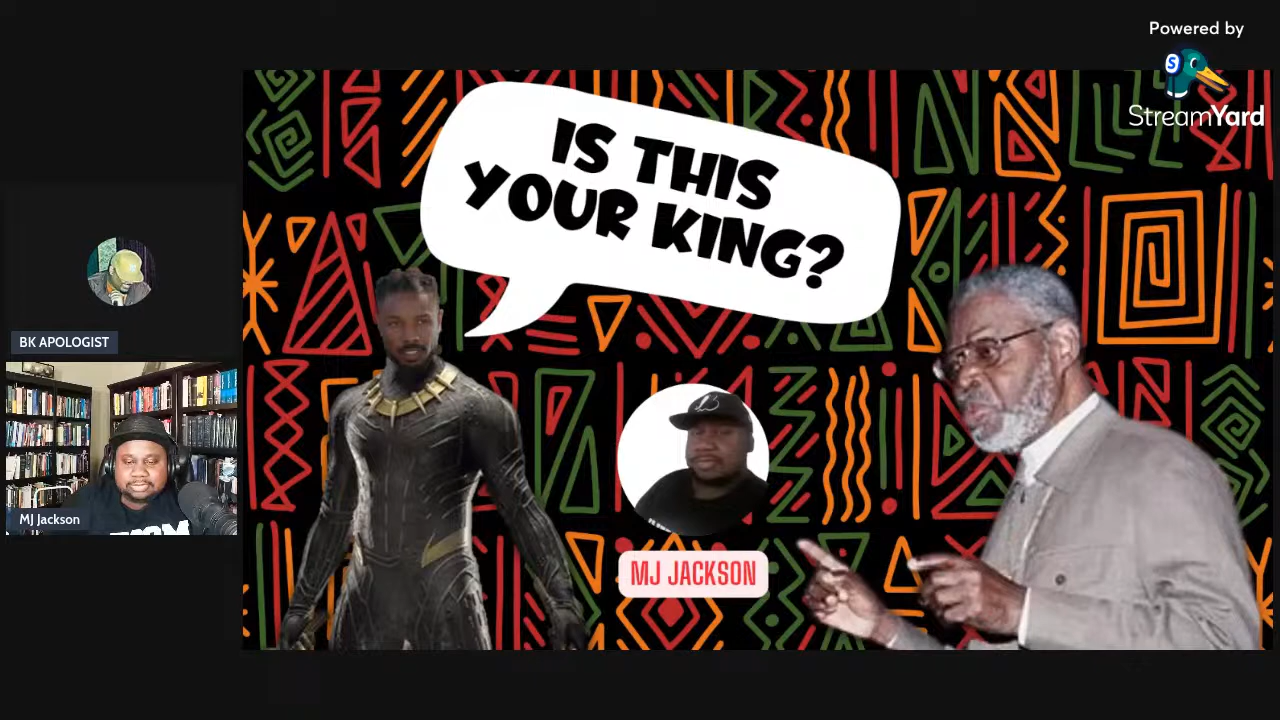 Powered by
StreamYard
IS THIS
YOUR KING?
BK APOLOGIST
MJ Jackson
MJ JACKSON